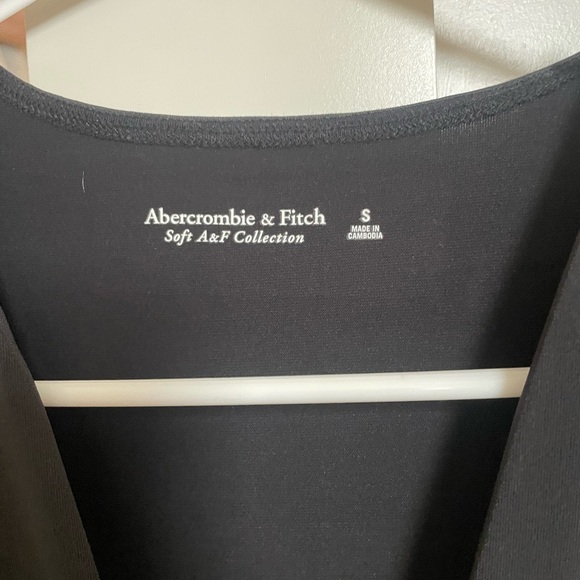 Abercrombie & Fitch
Soft A&F Collection
S
MADE IN
CAMBODIA